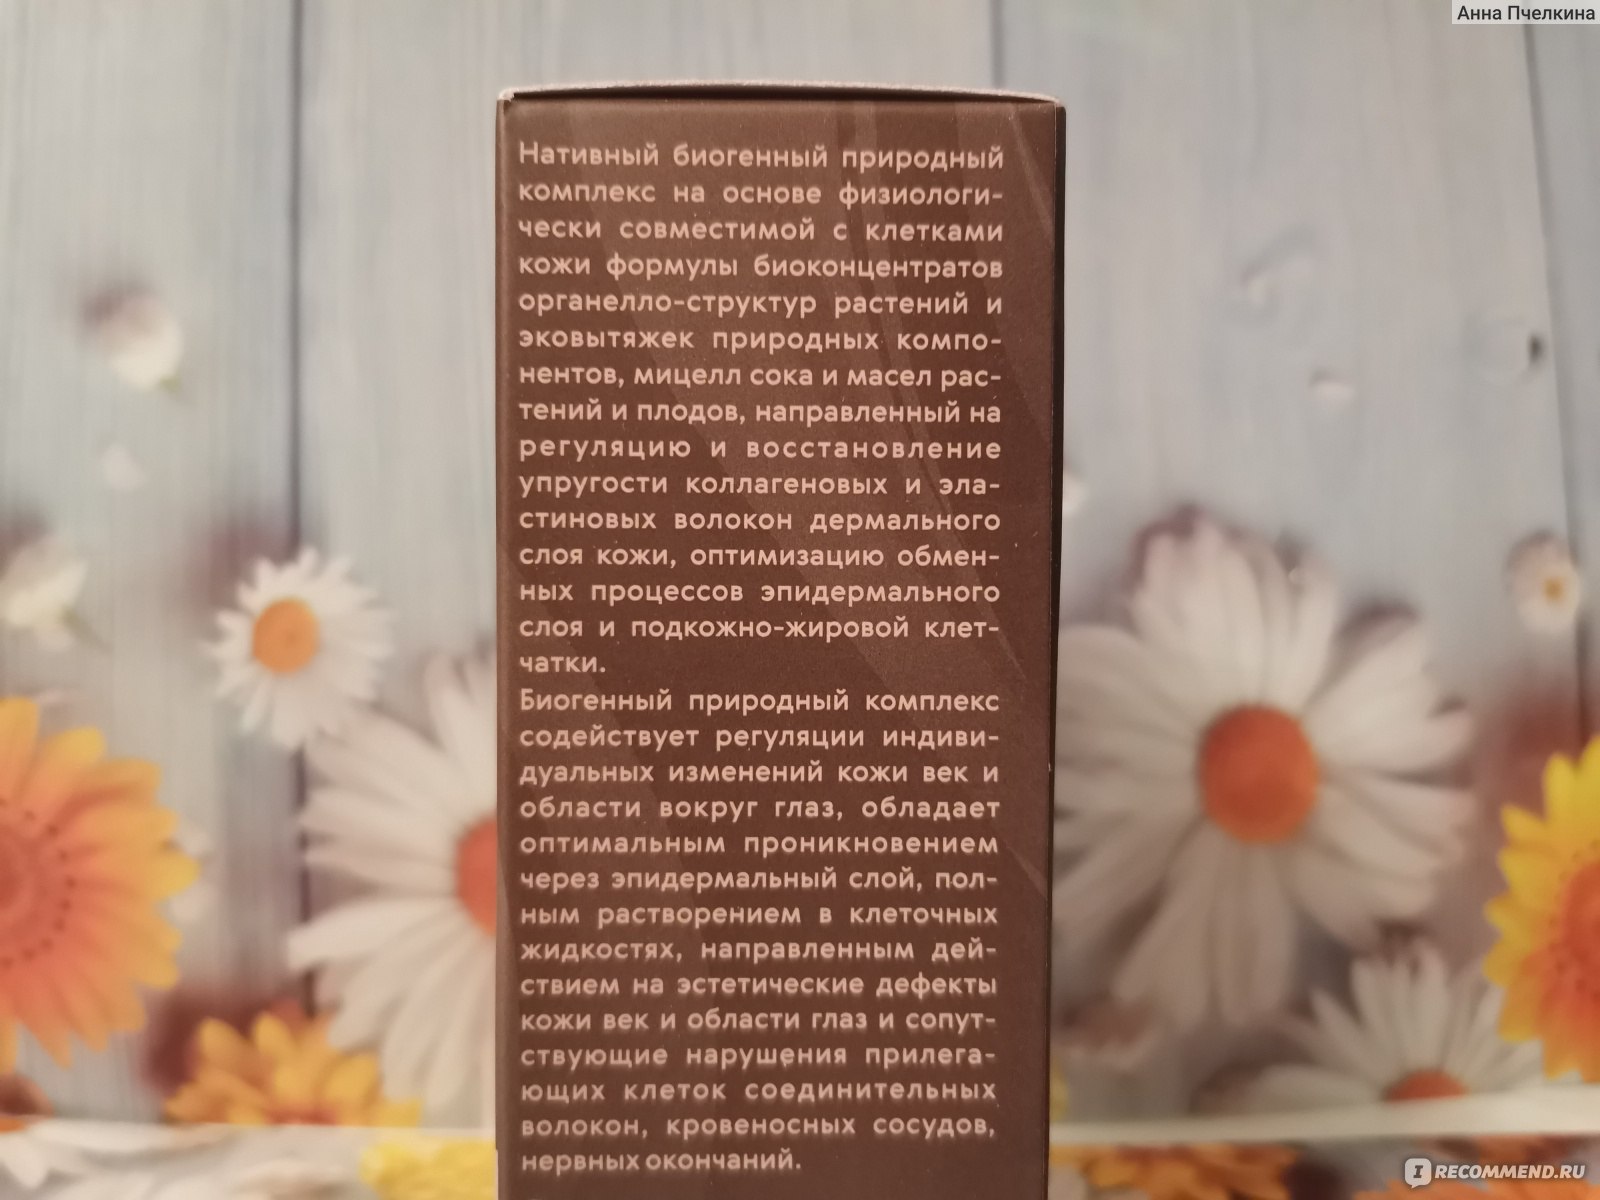 Анна Пчелкина
Нативный биогенный природный
комплекс на основе физиологи-
чески совместимой с клетками
кожи формулы биоконцентратов
органелло-структур растений и
эковытяжек природных компо-
нентов, мицелл сока и масел рас-
тений и плодов, направленный на
регуляцию и восстановление
упругости коллагеновых и эла-
стиновых волокон дермального
слоя кожи, оптимизацию обмен-
ных процессов эпидермального
слоя и подкожно-жировой клет-
чатки.
Биогенный природный комплекс
содействует регуляции индиви-
дуальных изменений кожи век и
области вокруг глаз, обладает
оптимальным проникновением
через эпидермальный слой, пол-
ным растворением в клеточных
жидкостях, направленным дей-
ствием на эстетические дефекты
кожи век и области глаз и сопут-
ствующие нарушения прилега-
ющих клеток соединительных
волокон, кровеносных сосудов,
нервных окончаний.
IRECOMMEND.RU